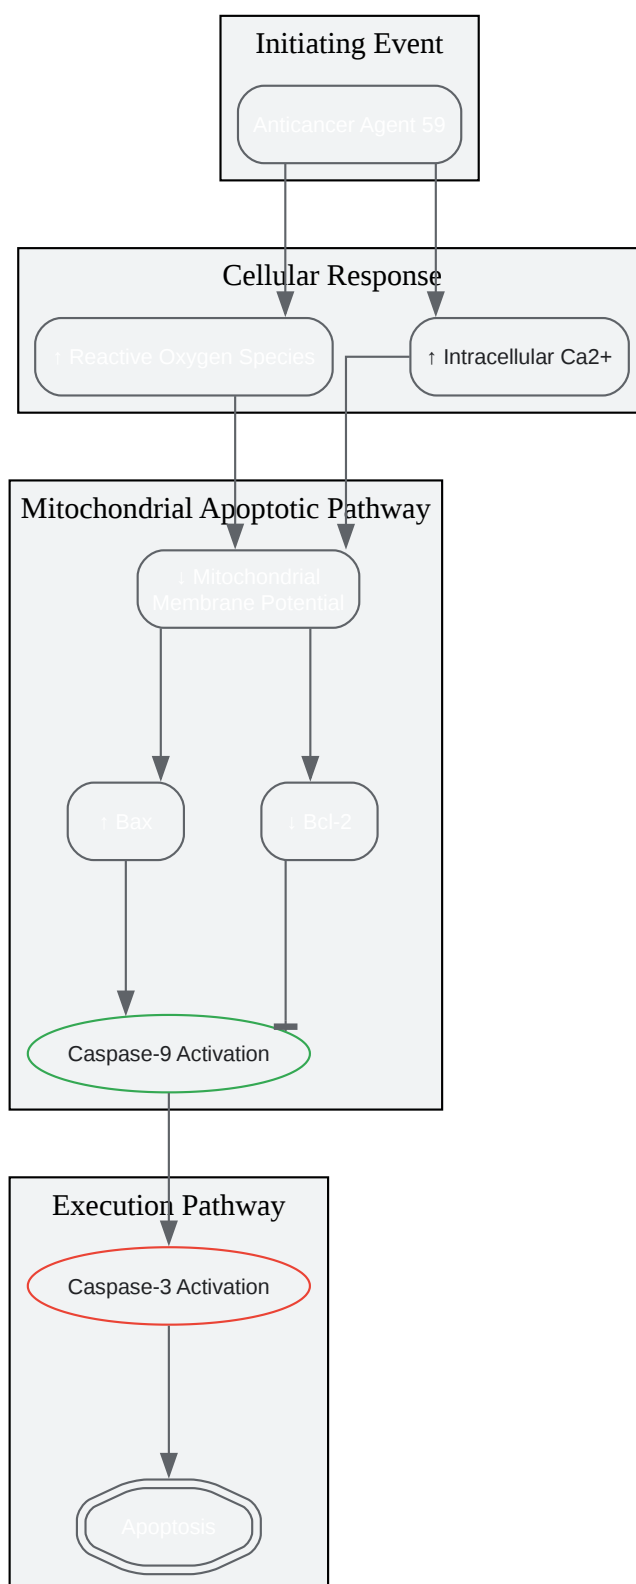 Initiating Event
Anticancer Agent 59
Cellular Response
↑ Reactive Oxygen Species
↑ Intracellular Ca2+
Mitochondrial Apoptotic Pathway
↓ Mitochondrial
Membrane Potential
↑ Bax
↓ Bcl-2
Caspase-9 Activation
Execution Pathway
Caspase-3 Activation
Apoptosis